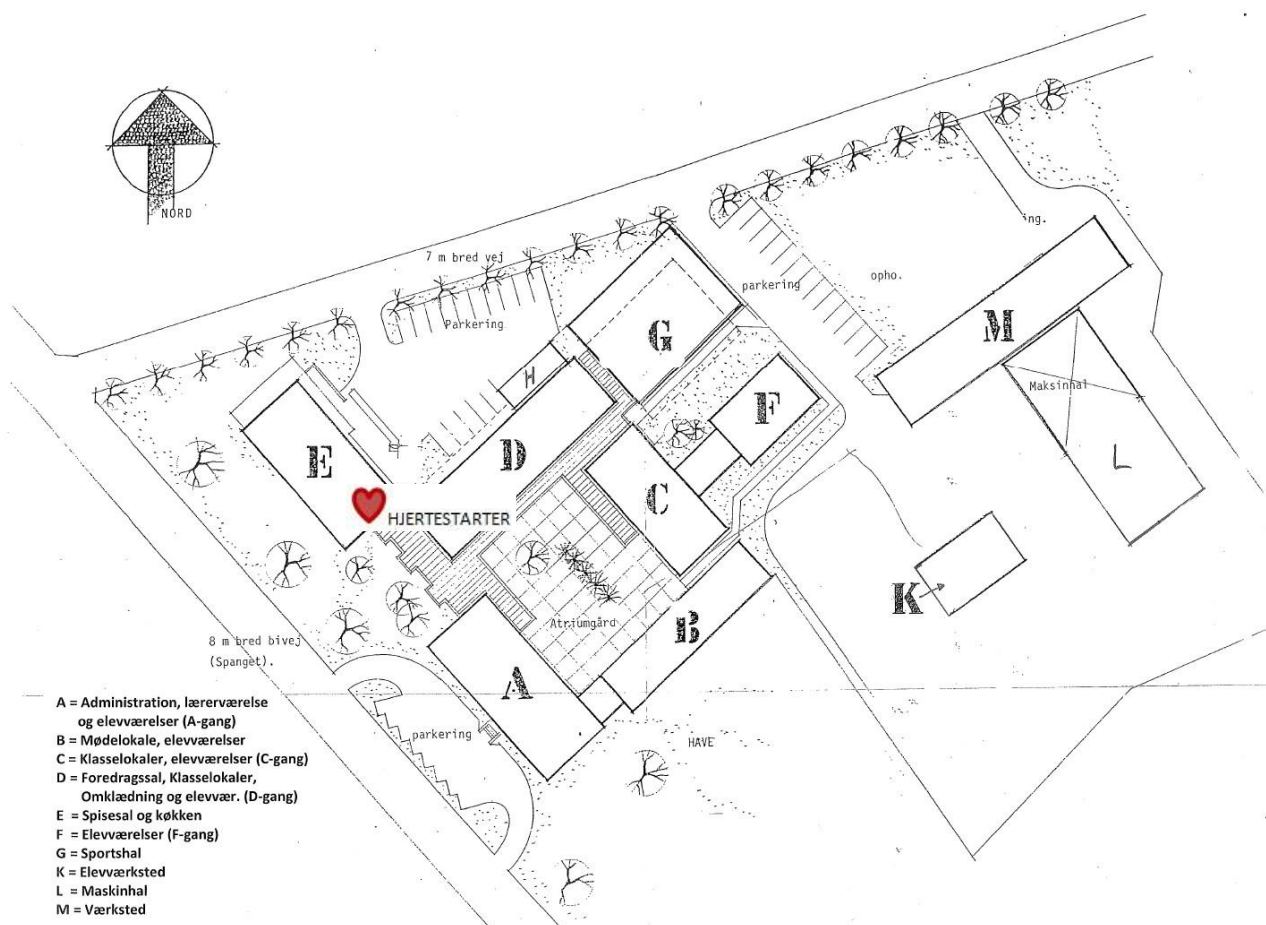 NORD
7 m bred vej
Parkering
parkering
ing.
opho.
G
M
H
F
Maksinhal
E
D
L
C
HJERTESTARTER
K
Atriumgård
B
8 m bred bivej
(Spanget).
A
parkering
HAVE
A = Administration, lærerværelse
og elevværelser (A-gang)
B = Mødelokale, elevværelser
C = Klasselokaler, elevværelser (C-gang)
D = Foredragssal, Klasselokaler,
Omklædning og elevvær. (D-gang)
E = Spisesal og køkken
F = Elevværelser (F-gang)
G = Sportshal
K = Elevværksted
L = Maskinhal
M = Værksted